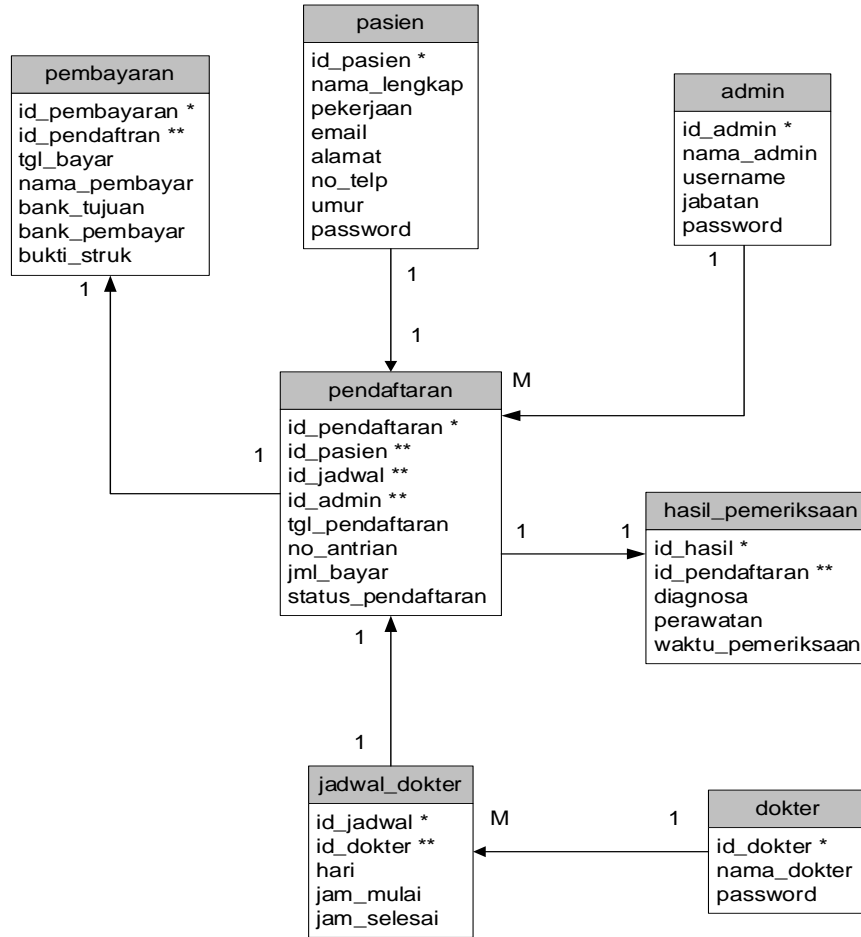 pasien
id_pasien *
nama_lengkap
pekerjaan
email
alamat
no_telp
umur
password
pembayaran
id_pembayaran *
id_pendaftran **
tgl_bayar
nama_pembayar
bank_tujuan
bank_pembayar
bukti_struk
admin
id_admin *
nama_admin
username
jabatan
password
1
1
1
1
M
pendaftaran
id_pendaftaran *
id_pasien **
id_jadwal **
id_admin **
tgl_pendaftaran
no_antrian
jml_bayar
status_pendaftaran
1
1
1
hasil_pemeriksaan
id_hasil *
id_pendaftaran **
diagnosa
perawatan
waktu_pemeriksaan
1
1
jadwal_dokter
id_jadwal *
id_dokter **
hari
jam_mulai
jam_selesai
M
1
dokter
id_dokter *
nama_dokter
password